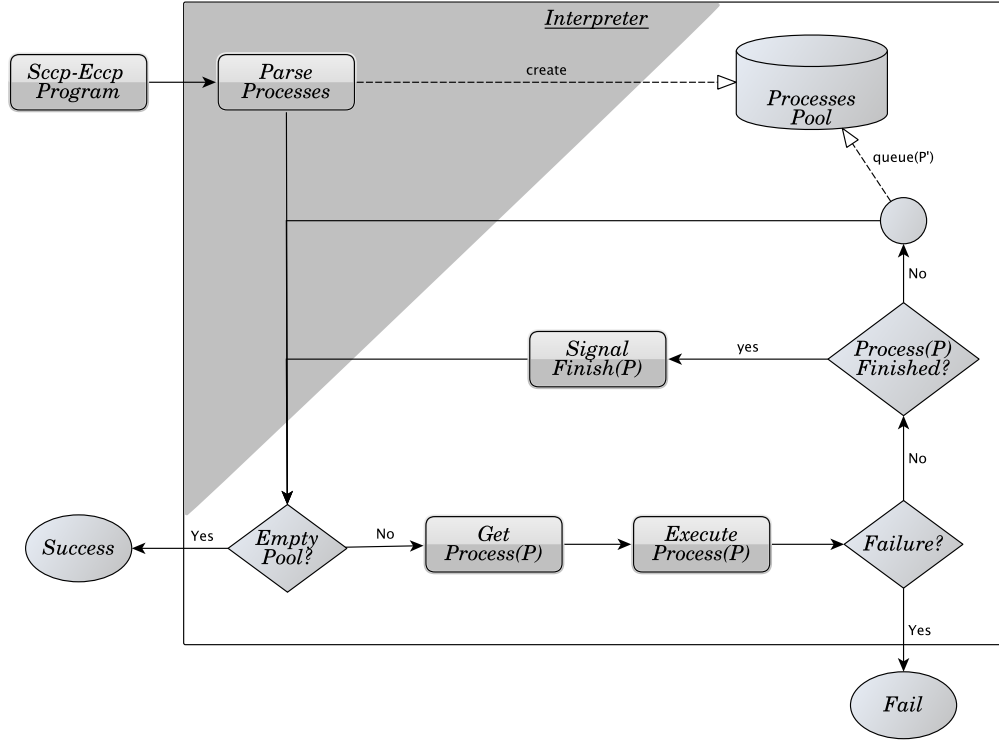 Interpreter
Sccp-Eccp
Program
Parse
Processes
create
Processes
Pool
queue(P')
No
Signal
Finish(P)
yes
Process(P)
Finished?
No
Success
Yes
Empty
Pool?
No
Get
Process(P)
Execute
Process(P)
Failure?
Yes
Fail